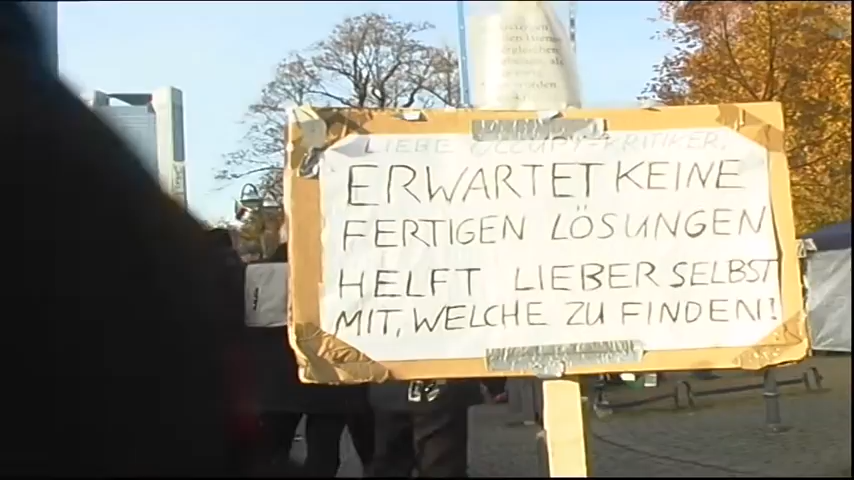 LIEBE OCCUPY-KRITIKER,
ERWARTET KEINE
FERTIGEN LÖSUNGEN
HELFT LIEBER SELBST
MIT, WELCHE ZU FINDEN!